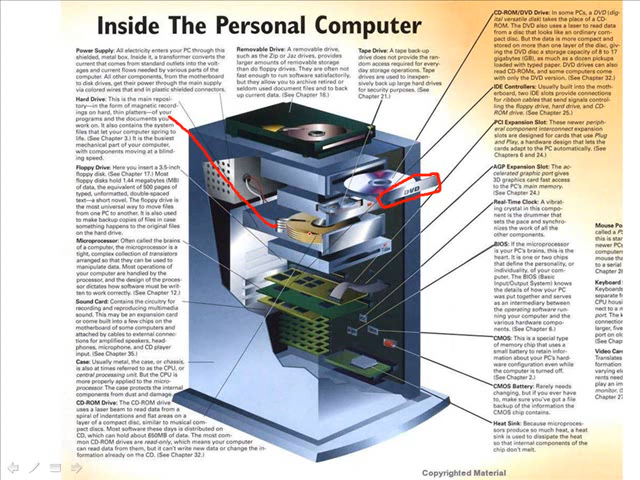 Inside The Personal Computer
Power Supply: All electricity enters your PC through this
shielded, metal box. Inside it, a transformer converts the
current that comes from standard outlets into the volt-
ages and current flows needed by various parts of the
computer. All other components, from the motherboard
to disk drives, get their power through the main supply
via colored wires that end in plastic shielded connectors.
Hard Drive: This is the main repos-
itory—in the form of magnetic record-
ings on hard, thin platters—of your
programs and the documents you
work on. It also contains the system
files that let your computer spring to
life. (See Chapter 3.) It is the busiest
mechanical part of your computer,
with components moving at a blind-
ing speed.
Floppy Drive: Here you insert a 3.5-inch
floppy disk. (See Chapter 17.) Most
floppy disks hold 1.44 megabytes (MB)
of data, the equivalent of 500 pages of
typed, unformatted, double-spaced
text—a short novel. The floppy drive is
the most universal way to move files
from one PC to another. It is also used
to make backup copies of files in case
something happens to the original files
on the hard drive.
Microprocessor: Often called the brains
of a computer, the microprocessor is a
tiny, complex collection of transistors
arranged so that they can be used to
manipulate data. Most operations of
your computer are handled by the
processor, and the design of the proces-
sor dictates how software must be writ-
ten to work correctly. (See Chapter 12.)
Sound Card: Contains the circuitry for
recording and reproducing multimedia
sound. This may be an expansion card
or come built into a few chips on the
motherboard of some computers and
attached by cables to external connec-
tions for amplified speakers, head-
phones, microphone, and CD player
input. (See Chapter 35.)
Case: Usually metal, the case, or chassis,
is also at times referred to as the CPU, or
central processing unit. But the CPU is
more properly applied to the micro-
processor. The case protects the internal
components from dust and damage.
CD-ROM Drive: The CD-ROM drive
uses a laser beam to read data from a
spiral of indentations and flat areas on a
layer of a compact disc, similar to musical com-
pact discs. Most software these days is distributed on
CD, which can hold about 650MB of data. The most com-
mon CD-ROM drives are read-only, which means your computer
can read data from them, but it can't write new data or change the in-
formation already on the CD. (See Chapter 32.)
Removable Drive: A removable drive,
such as the Zip or Jaz drives, provides
larger amounts of removable storage
than do floppy drives. They are often not
fast enough to run software satisfactorily,
but they allow you to archive retired or
seldom used document files and to back
up current data. (See Chapter 16.)
Tape Drive: A tape back-up
drive does not provide the ran-
dom access required for every-
day storage operations. Tape
drives are used to inexpen-
sively back up large hard drives
for security purposes. (See
Chapter 21.)
CD-ROM/DVD Drive: In some PCs, a DVD (dig-
ital versatile disk) takes the place of a CD-
ROM. The DVD also uses a laser to read data
from a disc that looks like an ordinary com-
pact disc. But the data is more compact and
stored on more than one layer of the disc, giv-
ing the DVD disc a storage capacity of 8 to 17
gigabytes (GB), as much as a dozen pickups
loaded with typed paper. DVD drives can also
read CD-ROMs, and some computers come
with only the DVD version. (See Chapter 32.)
IDE Controllers: Usually built into the moth-
erboard, two IDE slots provide connections
for ribbon cables that send signals control-
ling the floppy drive, hard drive, and
CD-ROM drive.
PCI Expansion Slot: These newer periph-
eral component interconnect expansion
slots are designed for cards that use Plug
and Play, a hardware design that lets the
cards adapt to the PC automatically. (See
Chapters 6 and 24.)
AGP Expansion Slot: The ac-
celerated graphic port gives
3D graphics card fast access
to the PC's main memory.
(See Chapter 24.)
Real-Time Clock: A vibrat-
ing crystal in this compo-
nent is the drummer that
sets the pace and synchro-
nizes the work of all the
other components.
BIOS: If the microprocessor
is your PC's brains, this is the
heart. It is one or two chips
that define the personality, or
individuality, of your com-
puter. The BIOS (Basic
Input/Output System) knows
the details of how your PC
was put together and serves
as an intermediary between
the operating software run-
ning your computer and the
various hardware compo-
nents. (See Chapter 6.)
CMOS: This is a special type
of memory chip that uses a
small battery to retain infor-
mation about your PC's hard-
ware configuration even while
the computer is turned off.
(See Chapter 2.)
CMOS Battery: Rarely needs
changing, but if you ever have
to, make sure you've got a file
backup of the information the
CMOS chip contains.
Heat Sink: Because microproces-
sors produce so much heat, a heat
sink is used to dissipate the heat
so that internal components of the
chip don't melt.
DVD
Mouse Po
called a PS
this is star
newer PCs
computers
mouse that
to a serial
Chapter 26
Keyboard
Keyboards
separate
Video Card
Translates
Copyrighted Material